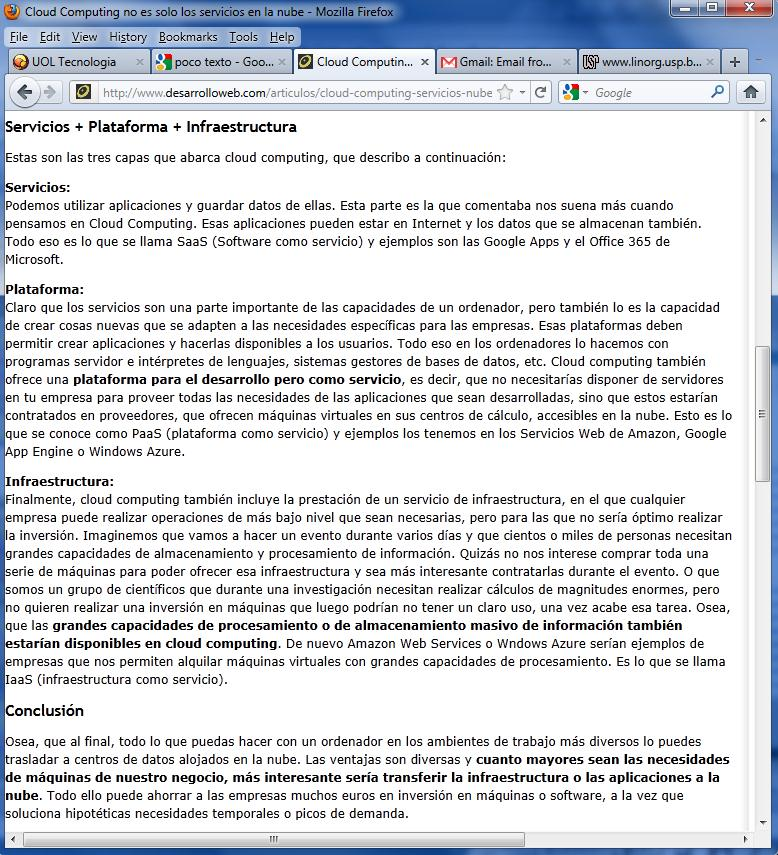 Cloud Computing no es solo los servicios en la nube - Mozilla Firefox
File Edit View History Bookmarks Tools Help
UOL Tecnologia × poco texto - Goo... × Cloud Computin... × Gmail: Email fro... × www.linorg.usp.b... × +
http://www.desarrolloweb.com/articulos/cloud-computing-servicios-nube Google
Servicios + Plataforma + Infraestructura
Estas son las tres capas que abarca cloud computing, que describo a continuación:
Servicios:
Podemos utilizar aplicaciones y guardar datos de ellas. Esta parte es la que comentaba nos suena más cuando
pensamos en Cloud Computing. Esas aplicaciones pueden estar en Internet y los datos que se almacenan también.
Todo eso es lo que se llama SaaS (Software como servicio) y ejemplos son las Google Apps y el Office 365 de
Microsoft.
Plataforma:
Claro que los servicios son una parte importante de las capacidades de un ordenador, pero también lo es la capacidad
de crear cosas nuevas que se adapten a las necesidades específicas para las empresas. Esas plataformas deben
permitir crear aplicaciones y hacerlas disponibles a los usuarios. Todo eso en los ordenadores lo hacemos con
programas servidor e intérpretes de lenguajes, sistemas gestores de bases de datos, etc. Cloud computing también
ofrece una plataforma para el desarrollo pero como servicio, es decir, que no necesitarías disponer de servidores
en tu empresa para proveer todas las necesidades de las aplicaciones que sean desarrolladas, sino que estos estarían
contratados en proveedores, que ofrecen máquinas virtuales en sus centros de cálculo, accesibles en la nube. Esto es lo
que se conoce como PaaS (plataforma como servicio) y ejemplos los tenemos en los Servicios Web de Amazon, Google
App Engine o Windows Azure.
Infraestructura:
Finalmente, cloud computing también incluye la prestación de un servicio de infraestructura, en el que cualquier
empresa puede realizar operaciones de más bajo nivel que sean necesarias, pero para las que no sería óptimo realizar
la inversión. Imaginemos que vamos a hacer un evento durante varios días y que cientos o miles de personas necesitan
grandes capacidades de almacenamiento y procesamiento de información. Quizás no nos interese comprar toda una
serie de máquinas para poder ofrecer esa infraestructura y sea más interesante contratarlas durante el evento. O que
somos un grupo de científicos que durante una investigación necesitan realizar cálculos de magnitudes enormes, pero
no quieren realizar una inversión en máquinas que luego podrían no tener un claro uso, una vez acabe esa tarea. Osea,
que las grandes capacidades de procesamiento o de almacenamiento masivo de información también
estarían disponibles en cloud computing. De nuevo Amazon Web Services o Wndows Azure serían ejemplos de
empresas que nos permiten alquilar máquinas virtuales con grandes capacidades de procesamiento. Es lo que se llama
IaaS (infraestructura como servicio).
Conclusión
Osea, que al final, todo lo que puedas hacer con un ordenador en los ambientes de trabajo más diversos lo puedes
trasladar a centros de datos alojados en la nube. Las ventajas son diversas y cuanto mayores sean las necesidades
de máquinas de nuestro negocio, más interesante sería transferir la infraestructura o las aplicaciones a la
nube. Todo ello puede ahorrar a las empresas muchos euros en inversión en máquinas o software, a la vez que
soluciona hipotéticas necesidades temporales o picos de demanda.